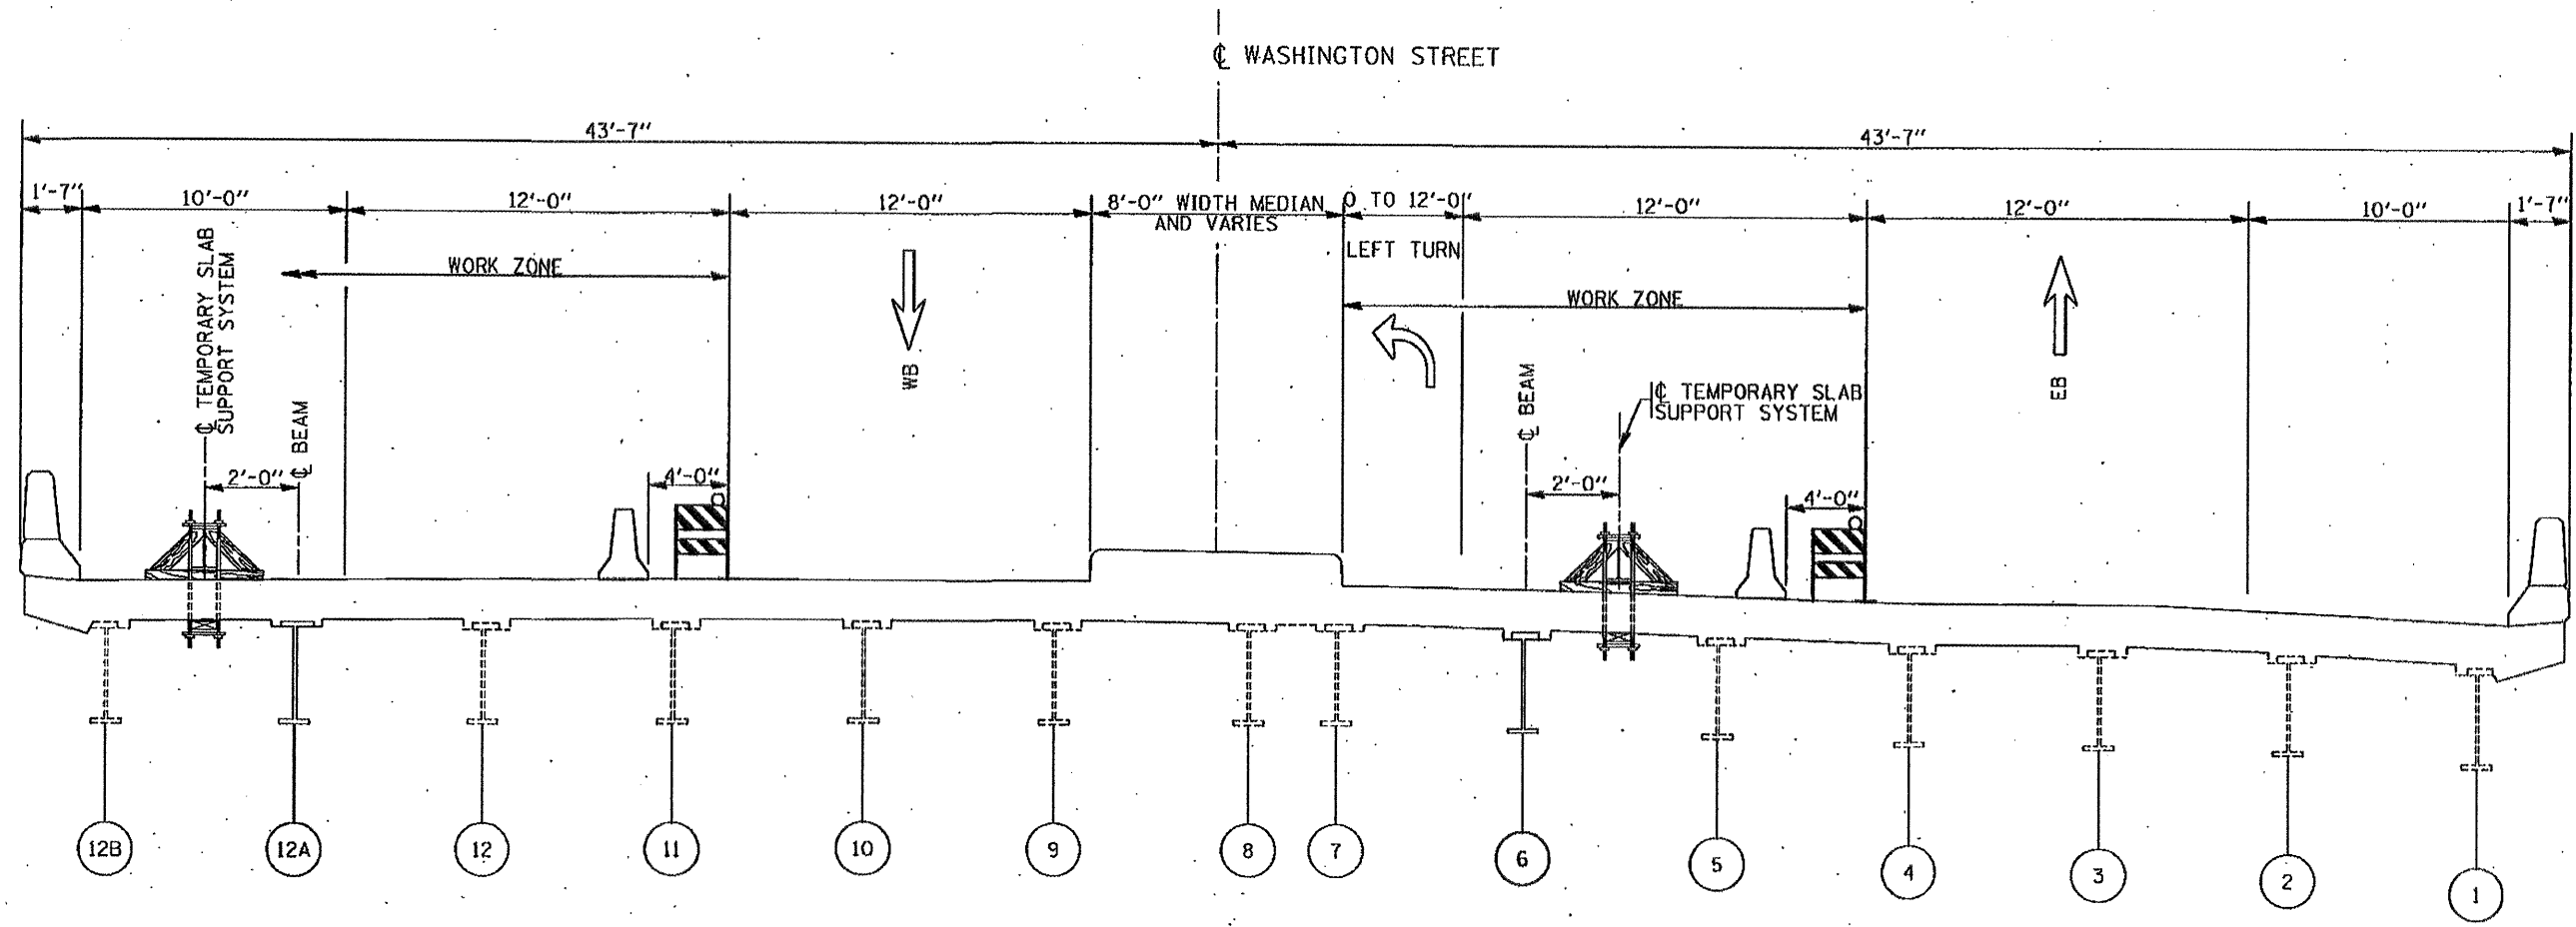 ℄ WASHINGTON STREET
43'-7"
43'-7"
1'-7"
10'-0"
12'-0"
12'-0"
8'-0" WIDTH MEDIAN
AND VARIES
0 TO 12'-0"
12'-0"
12'-0"
10'-0"
1'-7"
LEFT TURN
WORK ZONE
WORK ZONE
℄ TEMPORARY SLAB
SUPPORT SYSTEM
℄ BEAM
WB
℄ BEAM
℄ TEMPORARY SLAB
SUPPORT SYSTEM
EB
2'-0"
4'-0"
2'-0"
4'-0"
12B
12A
12
11
10
9
8
7
6
5
4
3
2
1